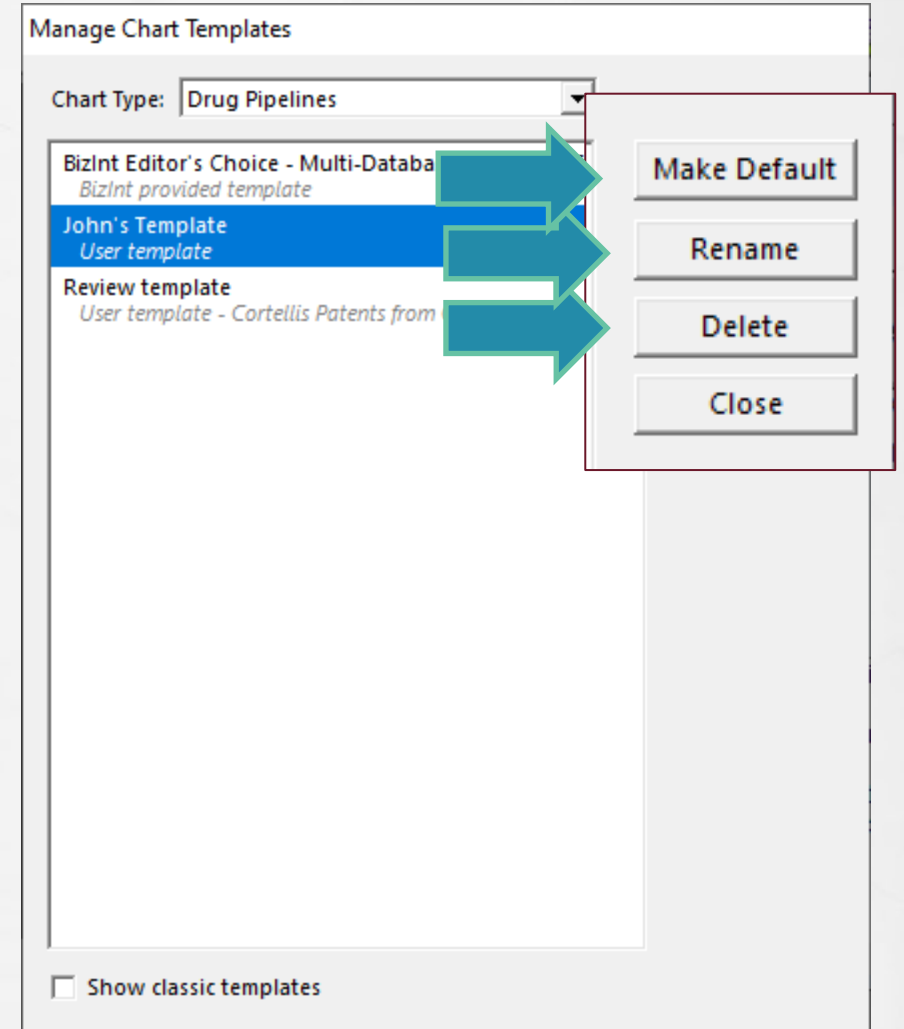 Manage Chart Templates
Chart Type: Drug Pipelines
BizInt Editor's Choice - Multi-Databa
BizInt provided template
John's Template
User template
Review template
User template - Cortellis Patents from
Make Default
Rename
Delete
Close
Show classic templates